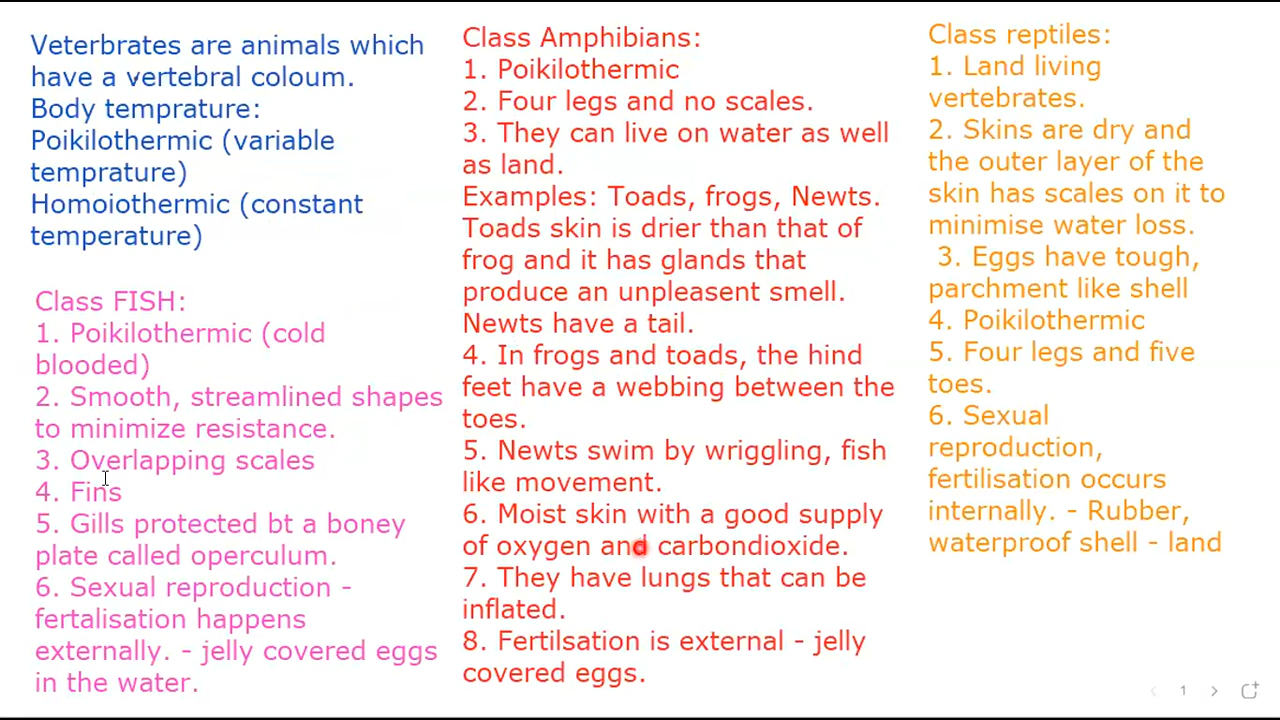 Veterbrates are animals which
have a vertebral coloum.
Body temprature:
Poikilothermic (variable
temprature)
Homoiothermic (constant
temperature)
Class FISH:
1. Poikilothermic (cold
blooded)
2. Smooth, streamlined shapes
to minimize resistance.
3. Overlapping scales
4. Fins
5. Gills protected bt a boney
plate called operculum.
6. Sexual reproduction -
fertalisation happens
externally. - jelly covered eggs
in the water.
Class Amphibians:
1. Poikilothermic
2. Four legs and no scales.
3. They can live on water as well
as land.
Examples: Toads, frogs, Newts.
Toads skin is drier than that of
frog and it has glands that
produce an unpleasent smell.
Newts have a tail.
4. In frogs and toads, the hind
feet have a webbing between the
toes.
5. Newts swim by wriggling, fish
like movement.
6. Moist skin with a good supply
of oxygen and carbondioxide.
7. They have lungs that can be
inflated.
8. Fertilsation is external - jelly
covered eggs.
Class reptiles:
1. Land living
vertebrates.
2. Skins are dry and
the outer layer of the
skin has scales on it to
minimise water loss.
3. Eggs have tough,
parchment like shell
4. Poikilothermic
5. Four legs and five
toes.
6. Sexual
reproduction,
fertilisation occurs
internally. - Rubber,
waterproof shell - land
1